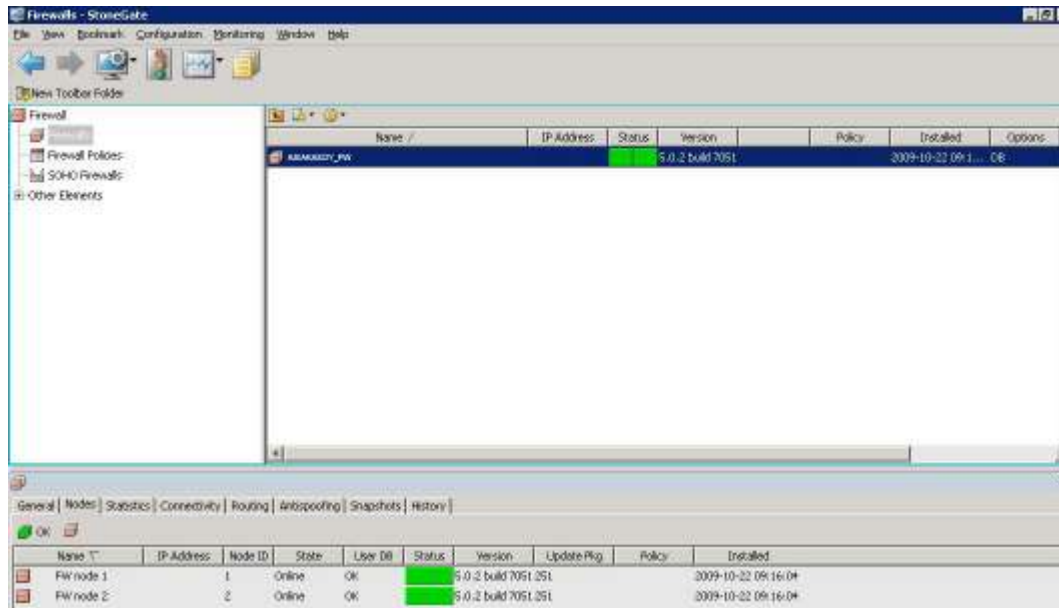 Firewalls - StoneGate
File View Bookmark Configuration Monitoring Window Help
New Toolbar Folder
Firewall
Firewall Policies
SOHO Firewalls
Other Elements
Name / IP Address Status Version Policy Installed Options
5.0.2 build 7051 2009-10-22 09:1... DB
General Nodes Statistics Connectivity Routing Antispoofing Snapshots History
OK
Name IP Address Node ID State User DB Status Version Update Pkg Policy Installed
FW node 1 1 Online OK 5.0.2 build 7051 251 2009-10-22 09:16:04
FW node 2 2 Online OK 5.0.2 build 7051 251 2009-10-22 09:16:04